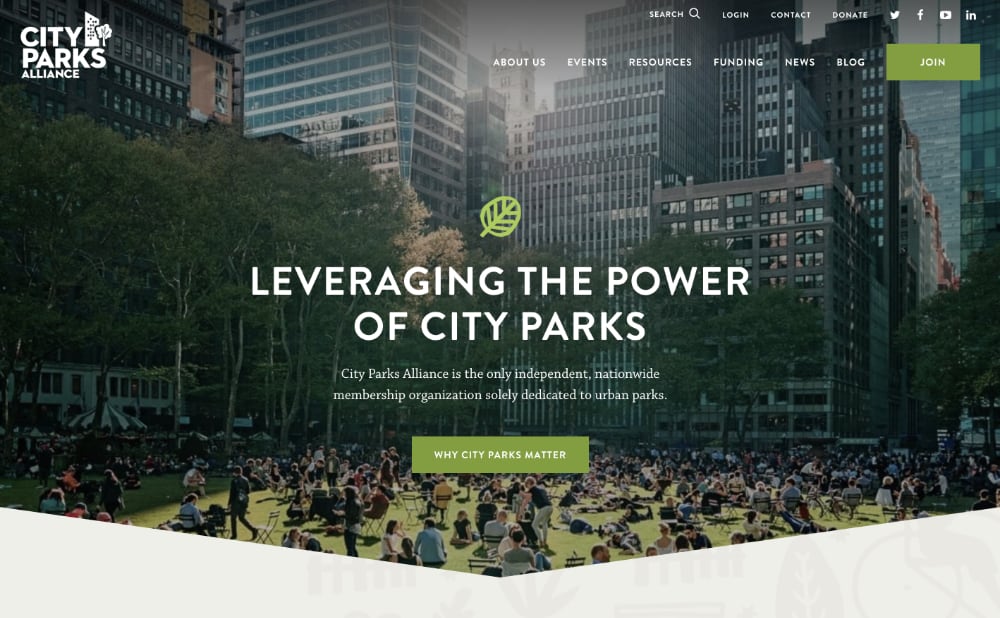 CITY
PARKS
ALLIANCE
SEARCH
LOGIN
CONTACT
DONATE
ABOUT US
EVENTS
RESOURCES
FUNDING
NEWS
BLOG
JOIN
LEVERAGING THE POWER
OF CITY PARKS
City Parks Alliance is the only independent, nationwide
membership organization solely dedicated to urban parks.
WHY CITY PARKS MATTER